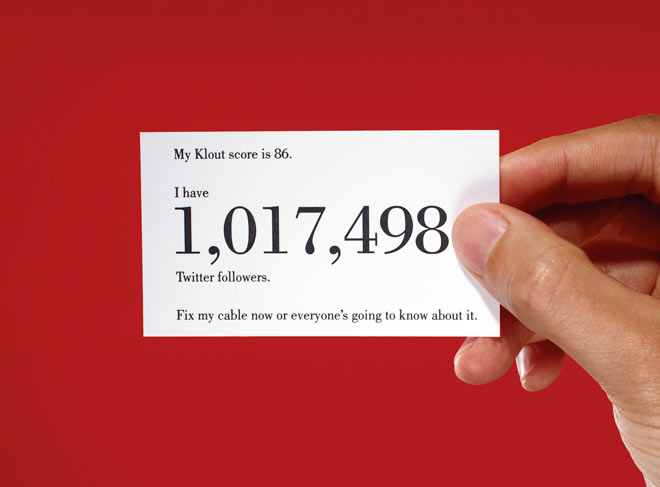 My Klout score is 86.
I have
1,017,498
Twitter followers.
Fix my cable now or everyone's going to know about it.